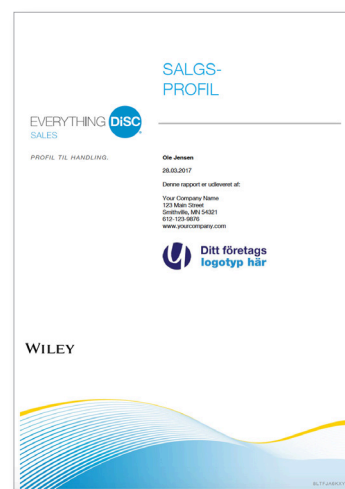 SALGS-
PROFIL
EVERYTHING DiSC
SALES
PROFIL TIL HANDLING.
Ole Jensen
28.03.2017
Denne rapport er udleveret af:
Your Company Name
123 Main Street
Smithville, MN 54321
612-123-9876
www.yourcompany.com
Ditt företags
logotyp här
WILEY